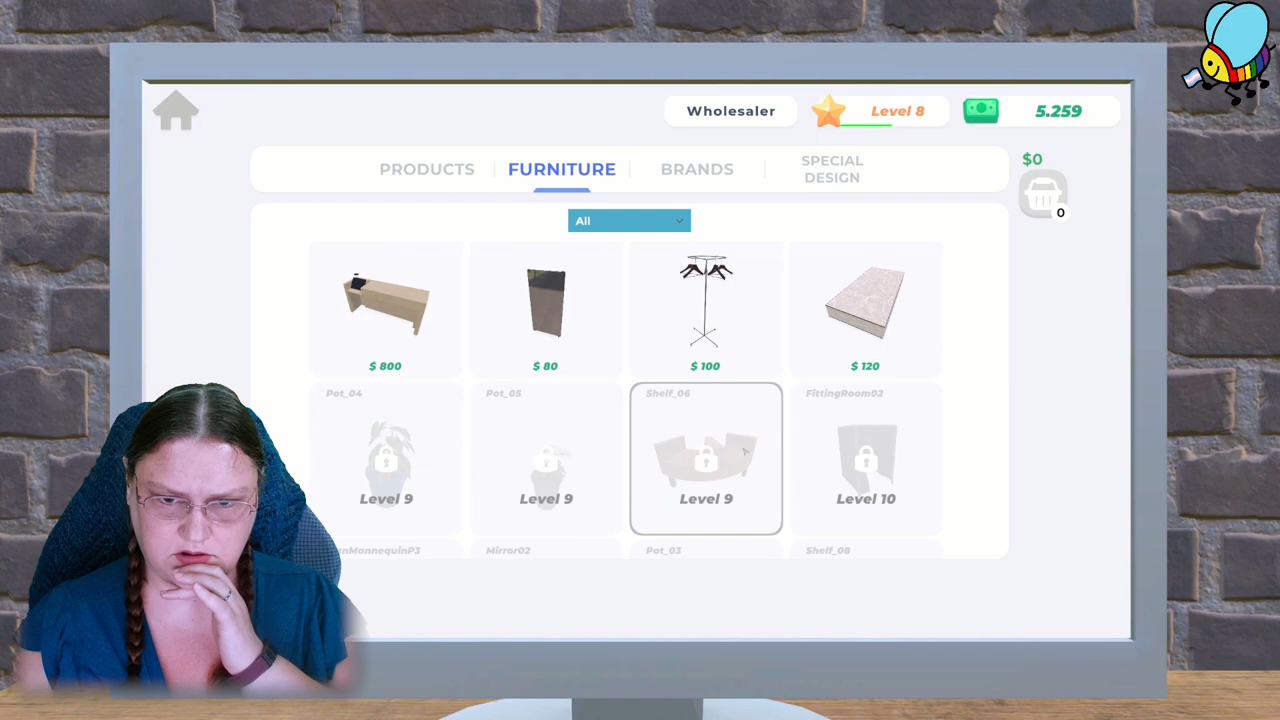 Wholesaler
Level 8
5.259
PRODUCTS
FURNITURE
BRANDS
SPECIAL
DESIGN
$0
0
All
$ 800
$ 80
$ 100
$ 120
Pot_04
Pot_05
Shelf_06
FittingRoom02
Level 9
Level 9
Level 9
Level 10
anMannequinP3
Mirror02
Pot_03
Shelf_08